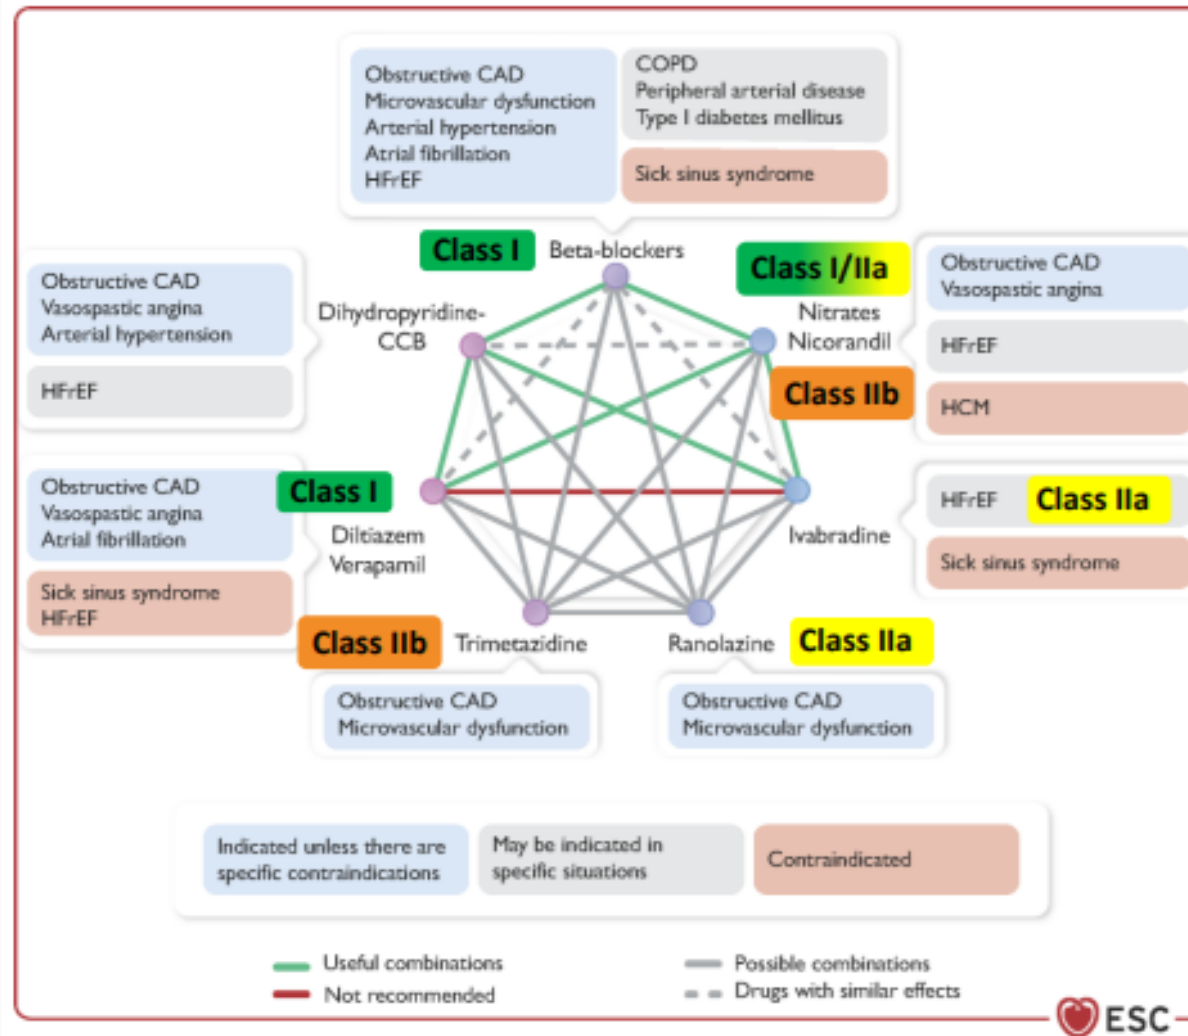 Obstructive CAD
Microvascular dysfunction
Arterial hypertension
Atrial fibrillation
HFrEF
COPD
Peripheral arterial disease
Type I diabetes mellitus
Sick sinus syndrome
Class I
Beta-blockers
Class I/IIa
Obstructive CAD
Vasospastic angina
Arterial hypertension
HFrEF
Dihydropyridine-
CCB
Nitrates
Nicorandil
Class IIb
Obstructive CAD
Vasospastic angina
HFrEF
HCM
Obstructive CAD
Vasospastic angina
Atrial fibrillation
Sick sinus syndrome
HFrEF
Class I
Diltiazem
Verapamil
Ivabradine
HFrEF
Class IIa
Sick sinus syndrome
Class IIb
Trimetazidine
Ranolazine
Class IIa
Obstructive CAD
Microvascular dysfunction
Obstructive CAD
Microvascular dysfunction
Indicated unless there are
specific contraindications
May be indicated in
specific situations
Contraindicated
Useful combinations
Not recommended
Possible combinations
Drugs with similar effects
ESC